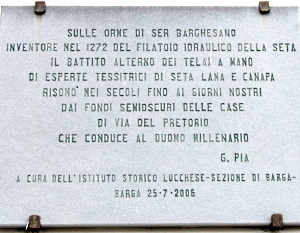 SULLE ORME DI SER BARGHESANO
INVENTORE NEL 1272 DEL FILATOIO IDRAULICO DELLA SETA
IL BATTITO ALTERNO DEI TELAI A MANO
DI ESPERTE TESSITRICI DI SETA LANA E CANAPA
RISONO' NEI SECOLI FINO AI GIORNI NOSTRI
DAI FONDI SEMIOSCURI DELLE CASE
DI VIA DEL PRETORIO
CHE CONDUCE AL DUOMO MILLENARIO
G. PIA
A CURA DELL'ISTITUTO STORICO LUCCHESE-SEZIONE DI BARGA-
BARGA 25-7-2006